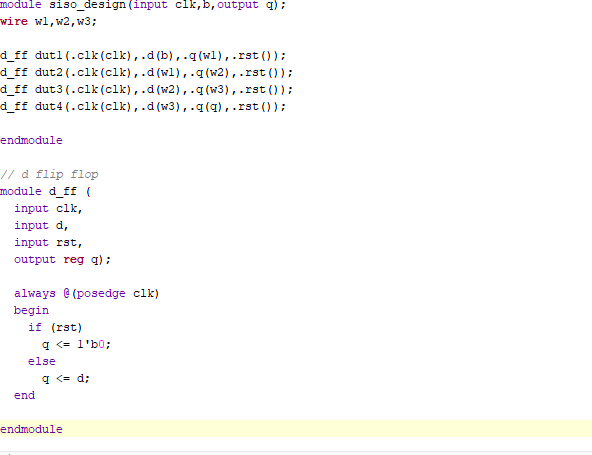 module siso_design(input clk,b,output q);
wire w1,w2,w3;
d_ff dut1(.clk(clk),.d(b),.q(w1),.rst());
d_ff dut2(.clk(clk),.d(w1),.q(w2),.rst());
d_ff dut3(.clk(clk),.d(w2),.q(w3),.rst());
d_ff dut4(.clk(clk),.d(w3),.q(q),.rst());
endmodule
// d flip flop
module d_ff (
input clk,
input d,
input rst,
output reg q);
always @(posedge clk)
begin
if (rst)
q <= 1'b0;
else
q <= d;
end
endmodule